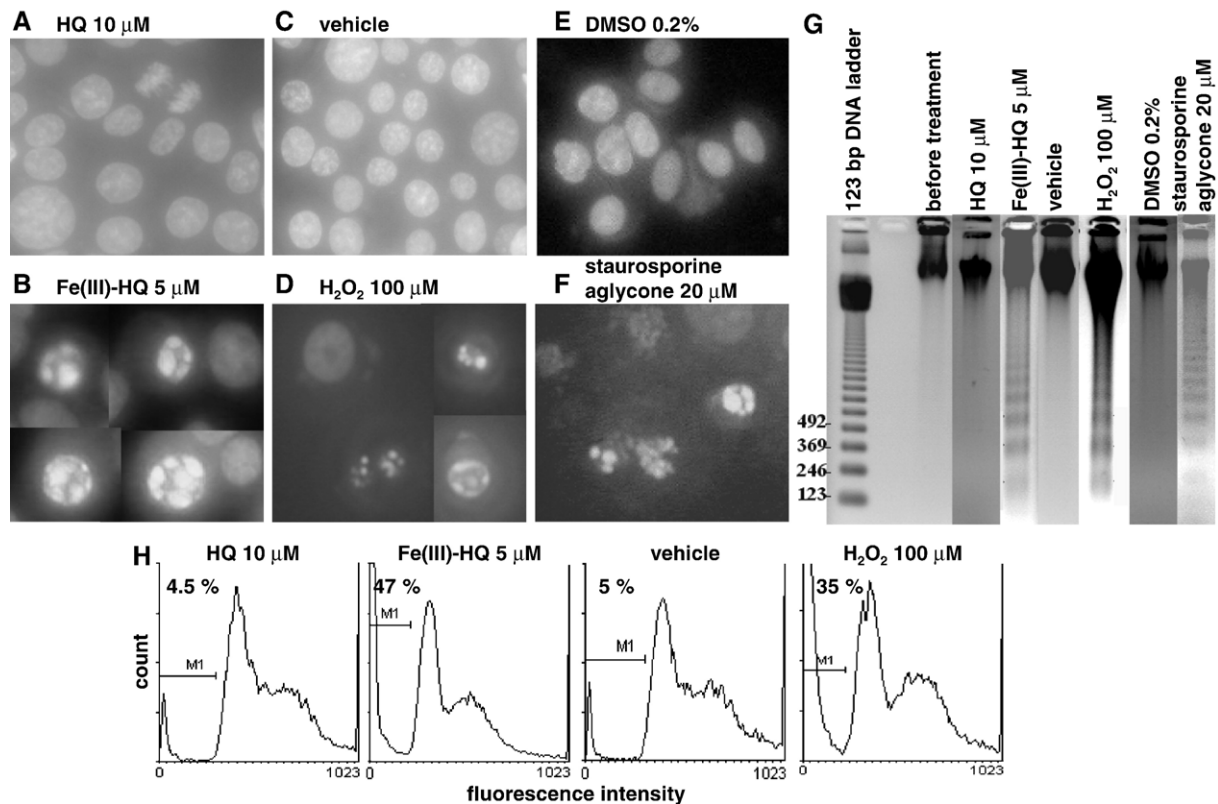 A HQ 10 μM
C vehicle
E DMSO 0.2%
B Fe(III)-HQ 5 μM
D H₂O₂ 100 μM
F staurosporine
aglycone 20 μM
G
123 bp DNA ladder
before treatment
HQ 10 μM
Fe(III)-HQ 5 μM
vehicle
H₂O₂ 100 μM
DMSO 0.2%
staurosporine
aglycone 20 μM
492-
369-
246-
123-
H
HQ 10 μM
4.5 %
M1
0 1023
Fe(III)-HQ 5 μM
47 %
M1
0 1023
vehicle
5 %
M1
0 1023
H₂O₂ 100 μM
35 %
M1
0 1023
count
fluorescence intensity